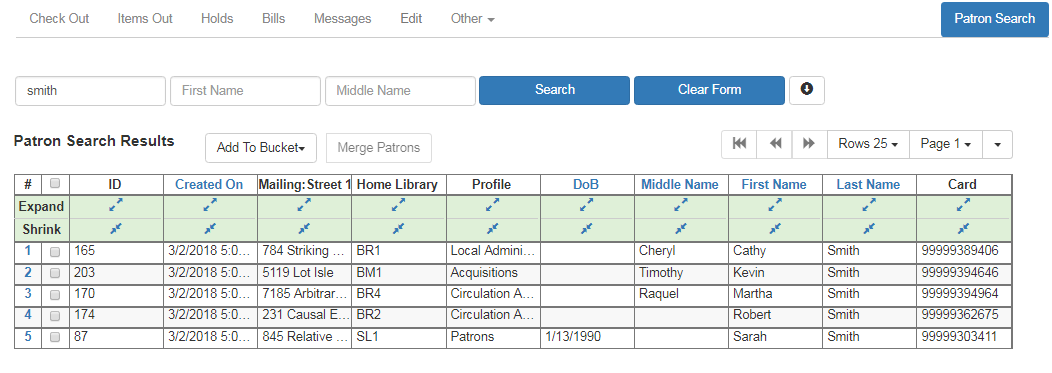 Check Out Items Out Holds Bills Messages Edit Other Patron Search
smith First Name Middle Name Search Clear Form
Patron Search Results Add To Bucket Merge Patrons Rows 25 Page 1
# ID Created On Mailing:Street 1 Home Library Profile DoB Middle Name First Name Last Name Card
Expand
Shrink
1 165 3/2/2018 5:0... 784 Striking ... BR1 Local Admini... Cheryl Cathy Smith 99999389406
2 203 3/2/2018 5:0... 5119 Lot Isle BM1 Acquisitions Timothy Kevin Smith 99999394646
3 170 3/2/2018 5:0... 7185 Arbitrar... BR4 Circulation A... Raquel Martha Smith 99999394964
4 174 3/2/2018 5:0... 231 Causal E... BR2 Circulation A... Robert Smith 99999362675
5 87 3/2/2018 5:0... 845 Relative ... SL1 Patrons 1/13/1990 Sarah Smith 99999303411